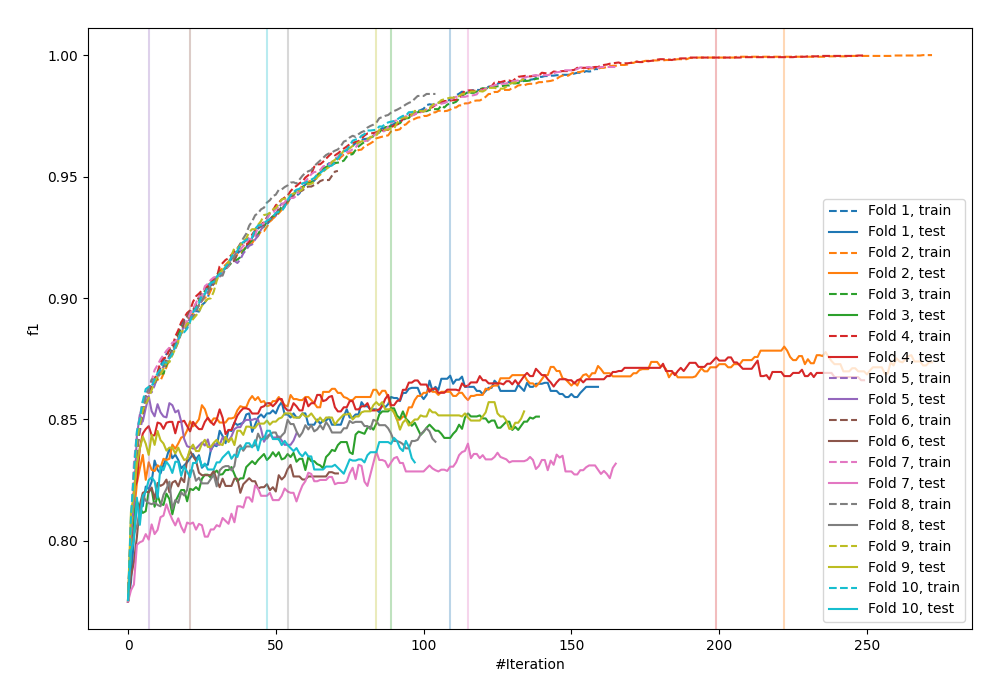 1.00
0.95
0.90
0.85
0.80
f1
0
50
100
150
200
250
#Iteration
Fold 1, train
Fold 1, test
Fold 2, train
Fold 2, test
Fold 3, train
Fold 3, test
Fold 4, train
Fold 4, test
Fold 5, train
Fold 5, test
Fold 6, train
Fold 6, test
Fold 7, train
Fold 7, test
Fold 8, train
Fold 8, test
Fold 9, train
Fold 9, test
Fold 10, train
Fold 10, test